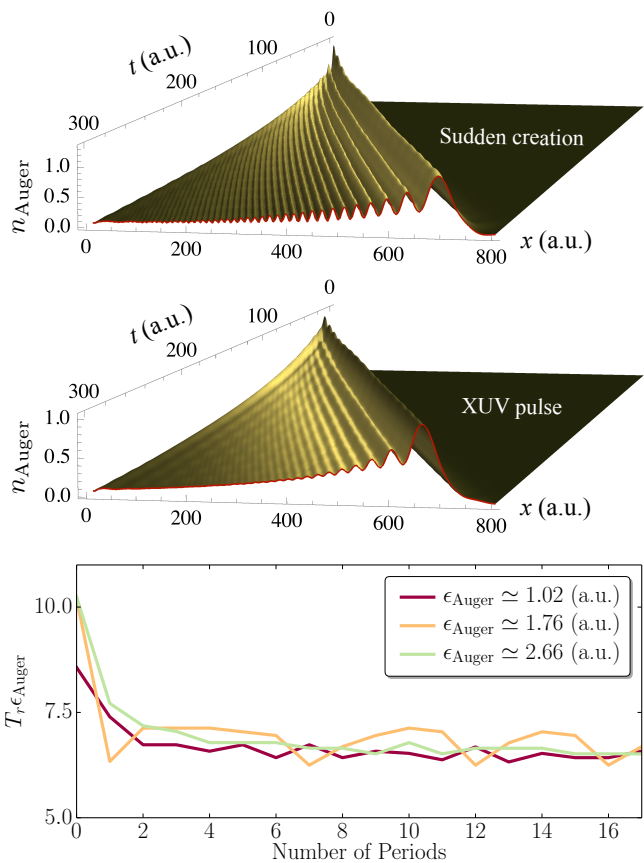 0
100
t (a.u.)
200
300
1.0
0.5
0.0
n_Auger
Sudden creation
0
200
400
600
800
x (a.u.)
0
100
t (a.u.)
200
300
1.0
0.5
0.0
n_Auger
XUV pulse
0
200
400
600
800
x (a.u.)
10.0
7.5
5.0
T_r ϵ_Auger
ϵ_Auger ≃ 1.02 (a.u.)
ϵ_Auger ≃ 1.76 (a.u.)
ϵ_Auger ≃ 2.66 (a.u.)
0 2 4 6 8 10 12 14 16
Number of Periods